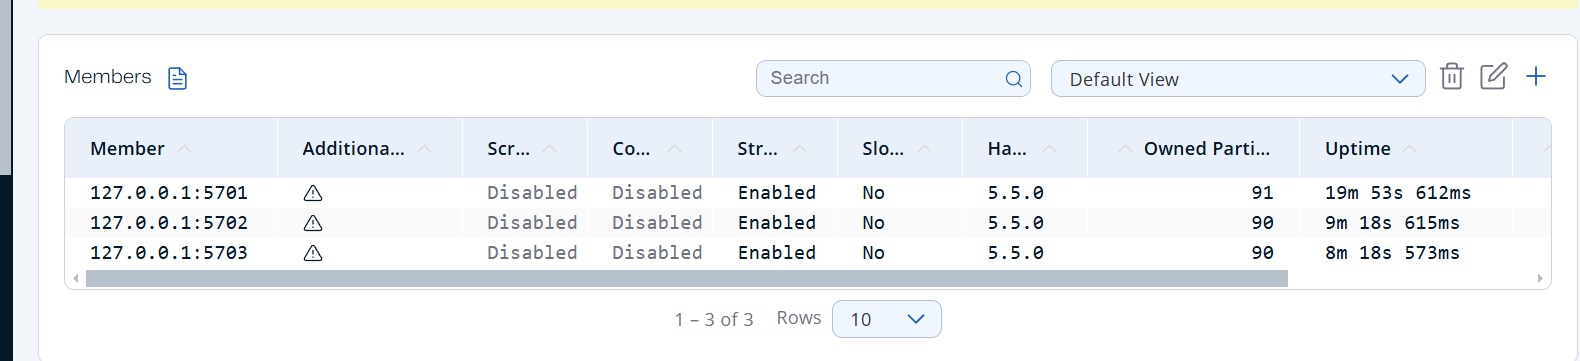 Members
Search
Default View
Member Additiona... Scr... Co... Str... Slo... Ha... Owned Parti... Uptime
127.0.0.1:5701 Disabled Disabled Enabled No 5.5.0 91 19m 53s 612ms
127.0.0.1:5702 Disabled Disabled Enabled No 5.5.0 90 9m 18s 615ms
127.0.0.1:5703 Disabled Disabled Enabled No 5.5.0 90 8m 18s 573ms
1 – 3 of 3 Rows 10